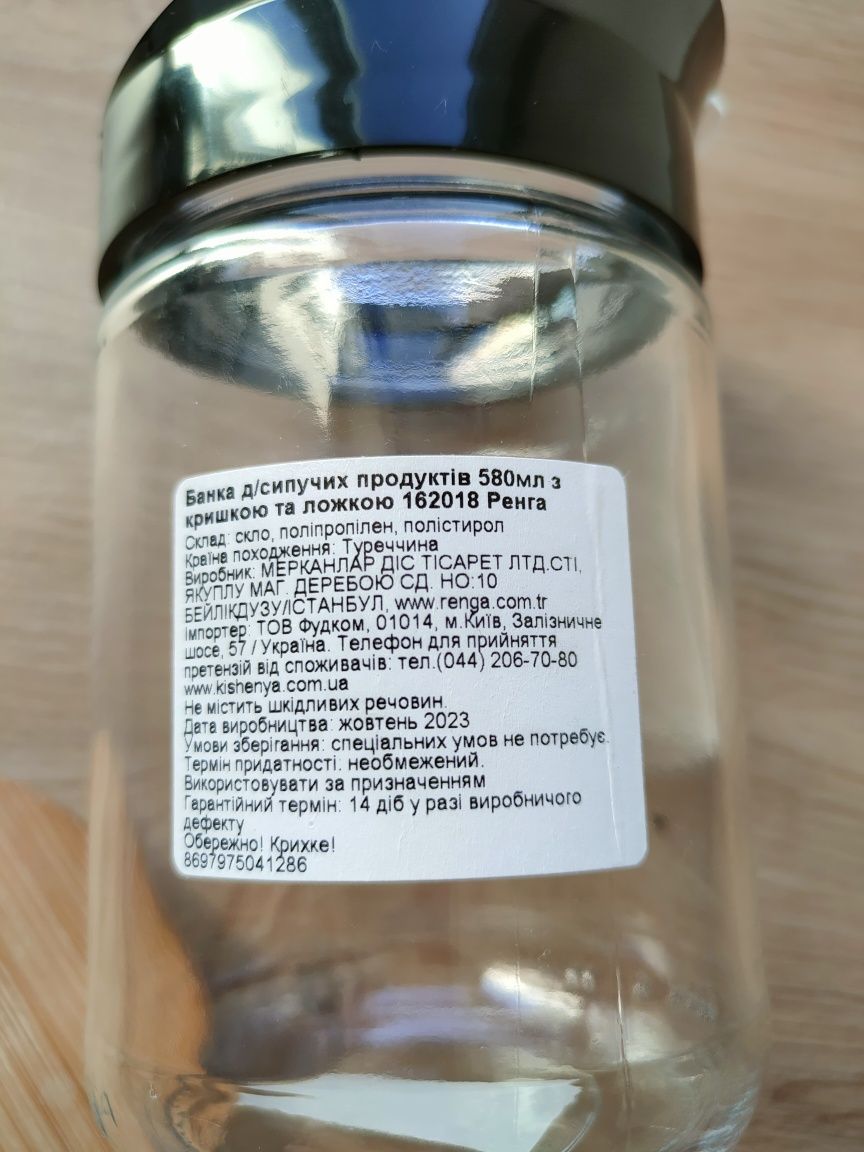 Банка д/сипучих продуктів 580мл з
кришкою та ложкою 162018 Ренга
Склад: скло, поліпропілен, полістирол
Країна походження: Туреччина
Виробник: МЕРКАНЛАР ДІС ТІСАРЕТ ЛТД.СТІ,
ЯКУПЛУ МАГ. ДЕРЕБОЮ СД. НО:10
БЕЙЛІКДУЗУ/ІСТАНБУЛ, www.renga.com.tr
Імпортер: ТОВ Фудком, 01014, м.Київ, Залізничне
шосе, 57 / Україна. Телефон для прийняття
претензій від споживачів: тел.(044) 206-70-80
www.kishenya.com.ua
Не містить шкідливих речовин.
Дата виробництва: жовтень 2023
Умови зберігання: спеціальних умов не потребує.
Термін придатності: необмежений.
Використовувати за призначенням
Гарантійний термін: 14 діб у разі виробничого
дефекту
Обережно! Крихке!
8697975041286